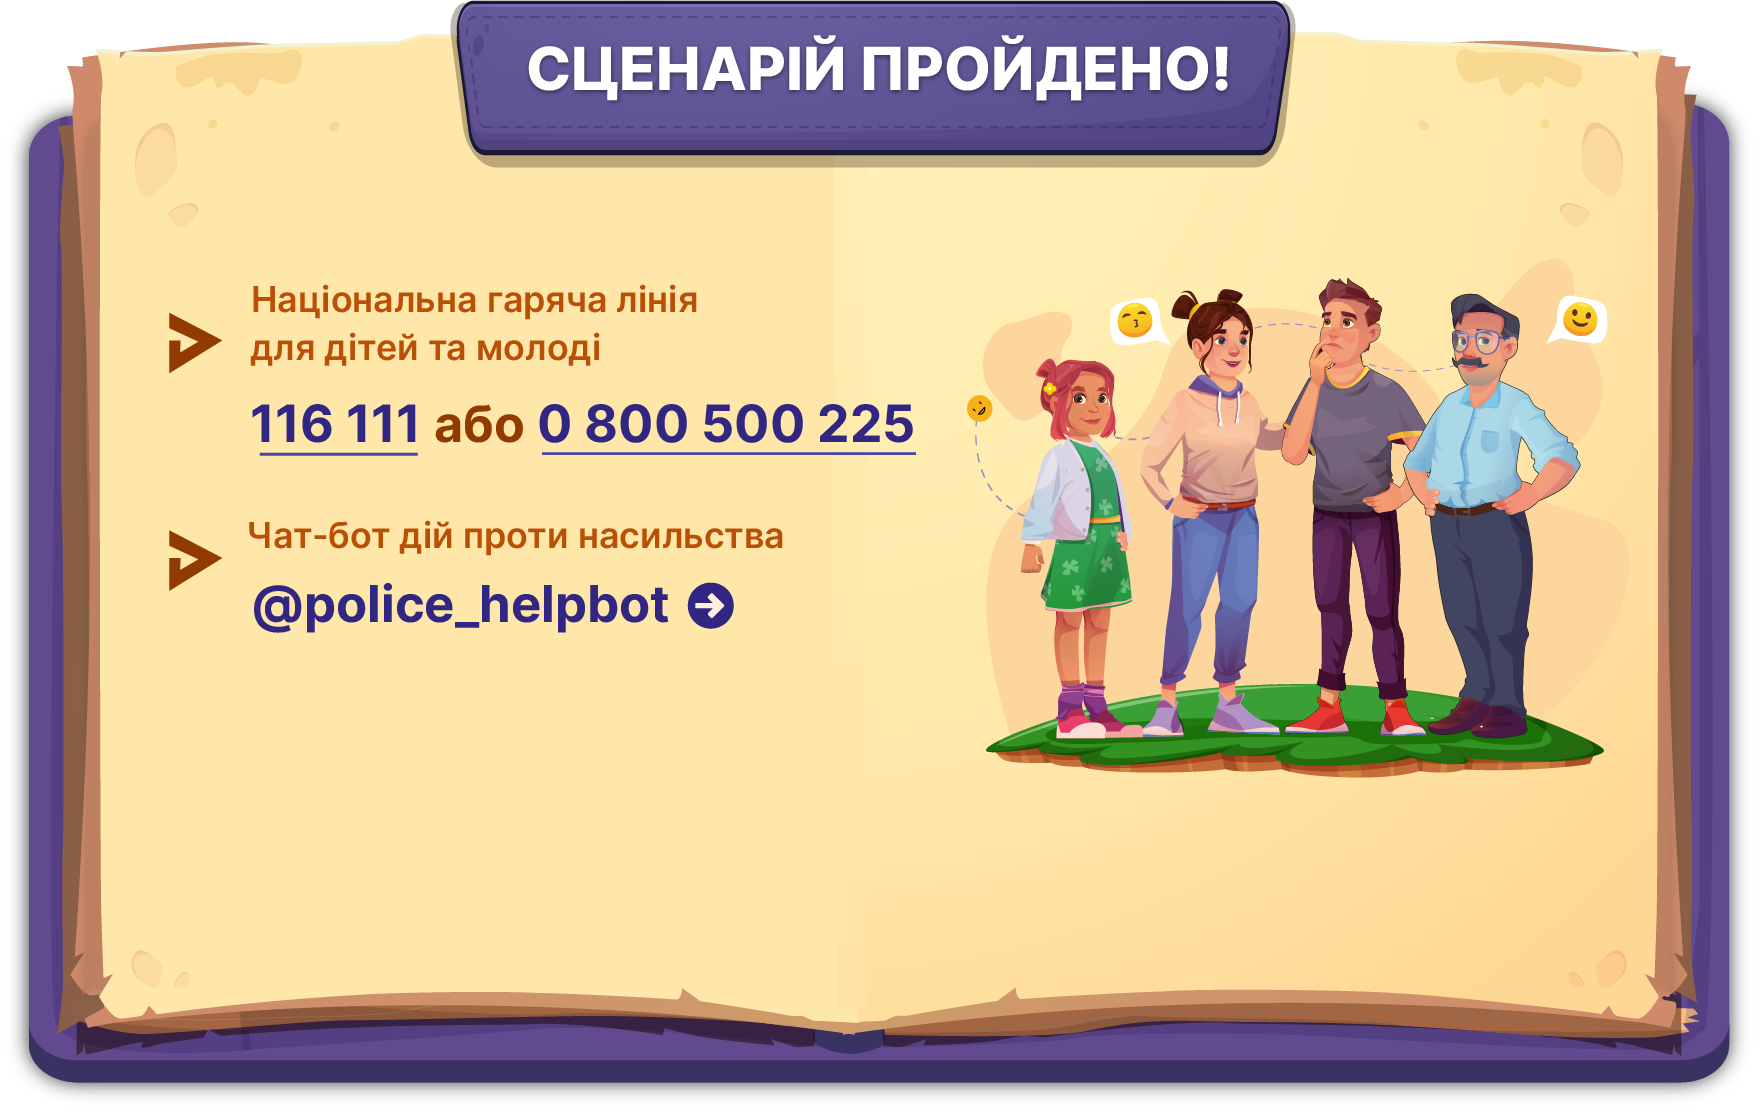 СЦЕНАРІЙ ПРОЙДЕНО!
Національна гаряча лінія
для дітей та молоді
116 111 або 0 800 500 225
Чат-бот дій проти насильства
@police_helpbot